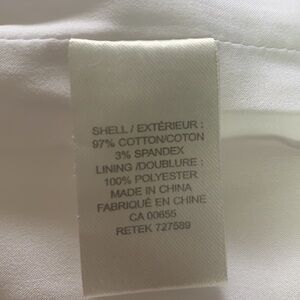 SHELL / EXTÉRIEUR :
97% COTTON/COTON
3% SPANDEX
LINING /DOUBLURE :
100% POLYESTER
MADE IN CHINA
FABRIQUÉ EN CHINE
CA 00655
RETEK 727589